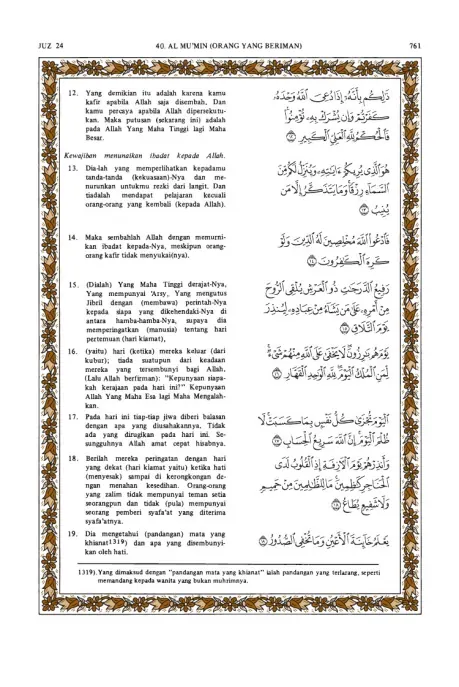 JUZ 24
40. AL MU'MIN (ORANG YANG BERIMAN)
761
12. Yang demikian itu adalah karena kamu
kafir apabila Allah saja disembah, Dan
kamu percaya apabila Allah dipersekutu-
kan. Maka putusan (sekarang ini) adalah
pada Allah Yang Maha Tinggi lagi Maha
Besar.
Kewajiban menunaikan ibadat kepada Allah.
13. Dia-lah yang memperlihatkan kepadamu
tanda-tanda (kekuasaan)-Nya dan me-
nurunkan untukmu rezki dari langit. Dan
tiadalah mendapat pelajaran kecuali
orang-orang yang kembali (kepada Allah).
14. Maka sembahlah Allah dengan memurni-
kan ibadat kepada-Nya, meskipun orang-
orang kafir tidak menyukai(nya).
15. (Dialah) Yang Maha Tinggi derajat-Nya,
Yang mempunyai 'Arsy, Yang mengutus
Jibril dengan (membawa) perintah-Nya
kepada siapa yang dikehendaki-Nya di
antara hamba-hamba-Nya, supaya dia
memperingatkan (manusia) tentang hari
pertemuan (hari kiamat),
16. (yaitu) hari (ketika) mereka keluar (dari
kubur); tiada suatupun dari keadaan
mereka yang tersembunyi bagi Allah.
(Lalu Allah berfirman): "Kepunyaan siapa-
kah kerajaan pada hari ini?" Kepunyaan
Allah Yang Maha Esa lagi Maha Mengalah-
kan.
17. Pada hari ini tiap-tiap jiwa diberi balasan
dengan apa yang diusahakannya, Tidak
ada yang dirugikan pada hari ini. Se-
sungguhnya Allah amat cepat hisabnya.
18. Berilah mereka peringatan dengan hari
yang dekat (hari kiamat yaitu) ketika hati
(menyesak) sampai di kerongkongan de-
ngan menahan kesedihan. Orang-orang
yang zalim tidak mempunyai teman setia
seorangpun dan tidak (pula) mempunyai
seorang pemberi syafa'at yang diterima
syafa'atnya.
19. Dia mengetahui (pandangan) mata yang
khianat1319) dan apa yang disembunyi-
kan oleh hati.
ذَٰلِكُم بِأَنَّهُۥٓ إِذَا دُعِىَ ٱللَّهُ وَحْدَهُۥ
كَفَرْتُمْ وَإِن يُشْرَكْ بِهِۦ تُؤْمِنُوا۟
فَٱلْحُكْمُ لِلَّهِ ٱلْعَلِىِّ ٱلْكَبِيرِ ۝١٢
هُوَ ٱلَّذِى يُرِيكُمْ ءَايَٰتِهِۦ وَيُنَزِّلُ لَكُم مِّنَ
ٱلسَّمَآءِ رِزْقًا وَمَا يَتَذَكَّرُ إِلَّا مَن
يُنِيبُ ۝١٣
فَٱدْعُوا۟ ٱللَّهَ مُخْلِصِينَ لَهُ ٱلدِّينَ وَلَوْ
كَرِهَ ٱلْكَٰفِرُونَ ۝١٤
رَفِيعُ ٱلدَّرَجَٰتِ ذُو ٱلْعَرْشِ يُلْقِى ٱلرُّوحَ
مِنْ أَمْرِهِۦ عَلَىٰ مَن يَشَآءُ مِنْ عِبَادِهِۦ لِيُنذِرَ
يَوْمَ ٱلتَّلَاقِ ۝١٥
يَوْمَ هُم بَٰرِزُونَ لَا يَخْفَىٰ عَلَى ٱللَّهِ مِنْهُمْ شَىْءٌ
لِّمَنِ ٱلْمُلْكُ ٱلْيَوْمَ لِلَّهِ ٱلْوَٰحِدِ ٱلْقَهَّارِ ۝١٦
ٱلْيَوْمَ تُجْزَىٰ كُلُّ نَفْسٍۭ بِمَا كَسَبَتْ لَا
ظُلْمَ ٱلْيَوْمَ إِنَّ ٱللَّهَ سَرِيعُ ٱلْحِسَابِ ۝١٧
وَأَنذِرْهُمْ يَوْمَ ٱلْءَازِفَةِ إِذِ ٱلْقُلُوبُ لَدَى
ٱلْحَنَاجِرِ كَٰظِمِينَ مَا لِلظَّٰلِمِينَ مِنْ حَمِيمٍ
وَلَا شَفِيعٍ يُطَاعُ ۝١٨
يَعْلَمُ خَآئِنَةَ ٱلْأَعْيُنِ وَمَا تُخْفِى ٱلصُّدُورُ ۝١٩
1319). Yang dimaksud dengan "pandangan mata yang khianat" ialah pandangan yang terlarang, seperti
memandang kepada wanita yang bukan muhrimnya.